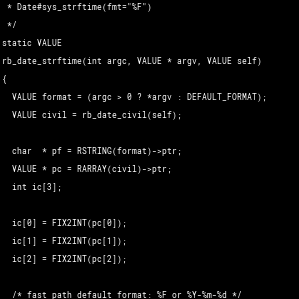 * Date#sys_strftime(fmt="%F")
*/
static VALUE
rb_date_strftime(int argc, VALUE * argv, VALUE self)
{
VALUE format = (argc > 0 ? *argv : DEFAULT_FORMAT);
VALUE civil = rb_date_civil(self);
char * pf = RSTRING(format)->ptr;
VALUE * pc = RARRAY(civil)->ptr;
int ic[3];
ic[0] = FIX2INT(pc[0]);
ic[1] = FIX2INT(pc[1]);
ic[2] = FIX2INT(pc[2]);
/* fast path default format: %F or %Y-%m-%d */